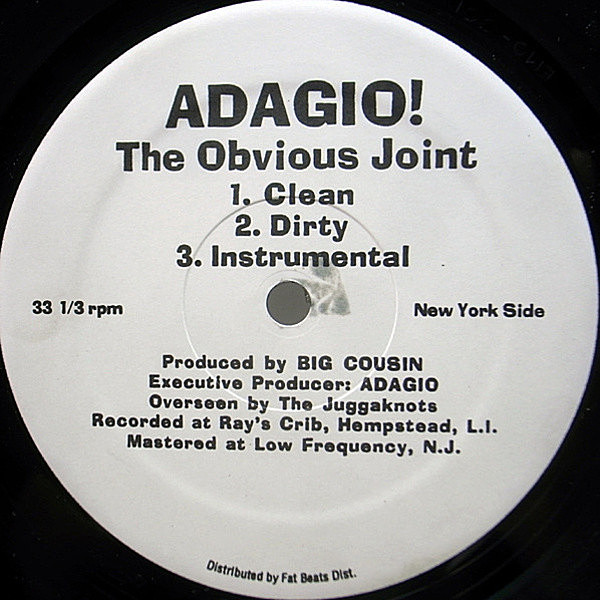 ADAGIO!
The Obvious Joint
1. Clean
2. Dirty
3. Instrumental
33 1/3 rpm
New York Side
Produced by BIG COUSIN
Executive Producer: ADAGIO
Overseen by The Juggaknots
Recorded at Ray's Crib, Hempstead, L.I.
Mastered at Low Frequency, N.J.
Distributed by Fat Beats Dist.